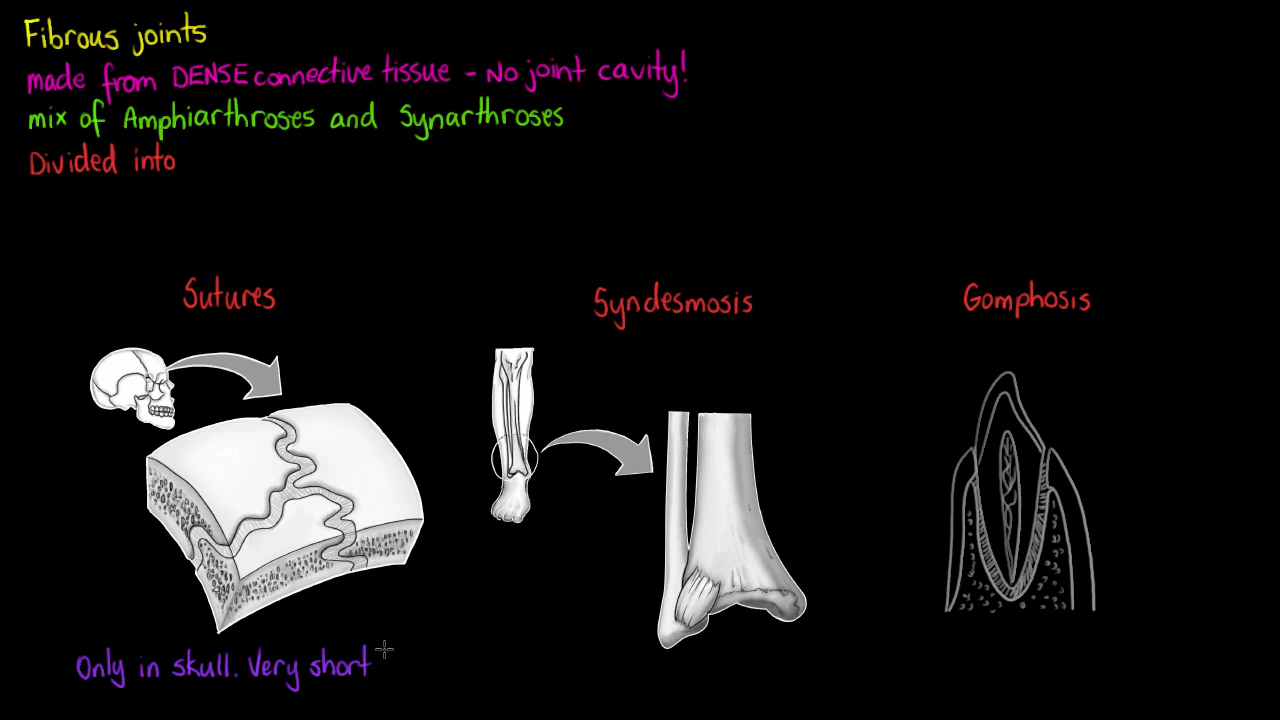 Fibrous joints
made from DENSE connective tissue - No joint cavity!
mix of Amphiarthroses and Synarthroses
Divided into
Sutures
Syndesmosis
Gomphosis
Only in skull. Very short